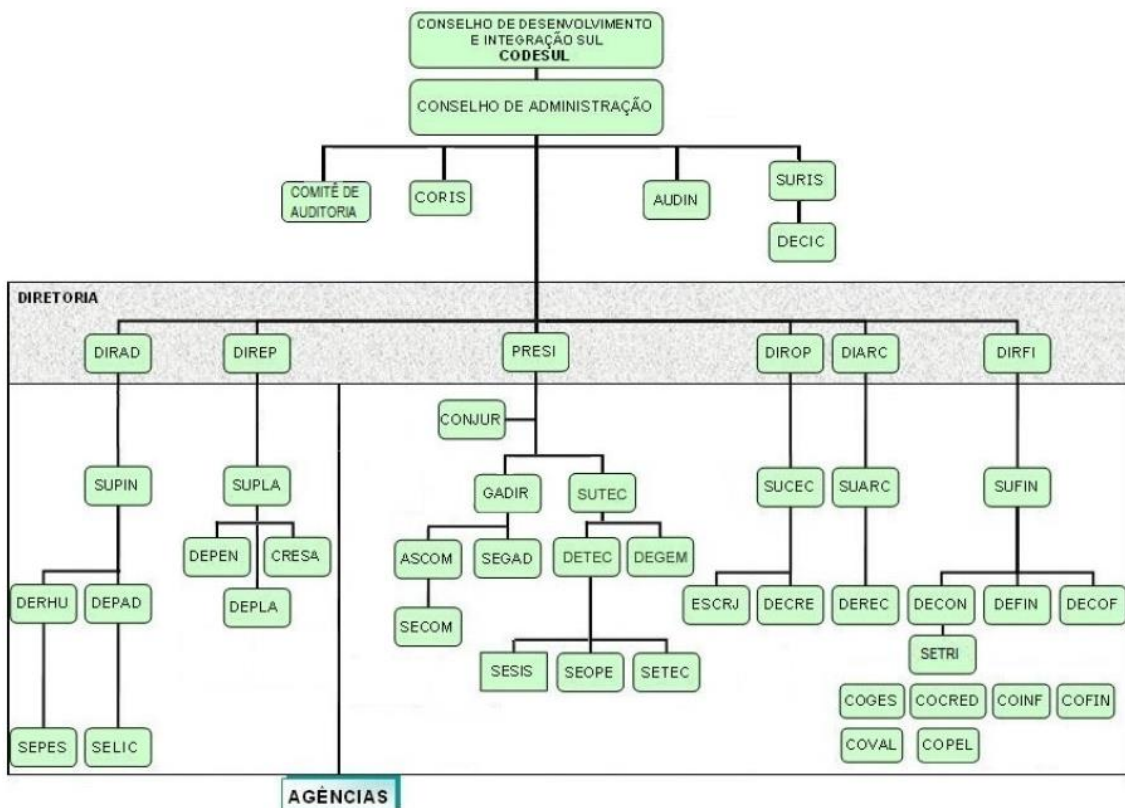 CONSELHO DE DESENVOLVIMENTO
E INTEGRAÇÃO SUL
CODESUL
CONSELHO DE ADMINISTRAÇÃO
COMITÊ DE
AUDITORIA
CORIS
AUDIN
SURIS
DECIC
DIRETORIA
DIRAD
DIREP
PRESI
DIROP
DIARC
DIRFI
CONJUR
SUPIN
SUPLA
GADIR
SUTEC
SUCEC
SUARC
SUFIN
DEPEN
CRESA
ASCOM
SEGAD
DETEC
DEGEM
DERHU
DEPAD
DEPLA
SECOM
ESCRJ
DECRE
DEREC
DECON
DEFIN
DECOF
SETRI
SESIS
SEOPE
SETEC
COGES
COCRED
COINF
COFIN
SEPES
SELIC
COVAL
COPEL
AGÊNCIAS